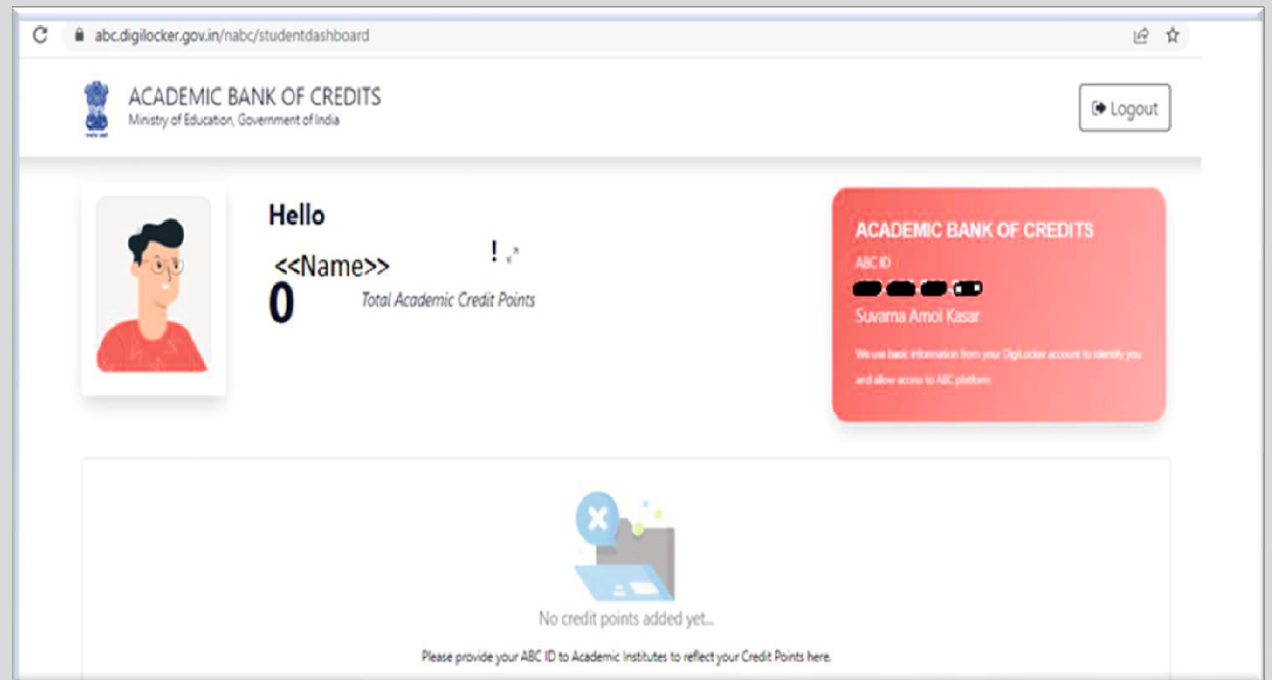 abc.digilocker.gov.in/nabc/studentdashboard
ACADEMIC BANK OF CREDITS
Ministry of Education, Government of India
Logout
Hello
<<Name>> !
0 Total Academic Credit Points
ACADEMIC BANK OF CREDITS
ABC ID
Suvarna Amol Kasar
We use basic information from your DigiLocker account to identify you
and allow access to ABC platform
No credit points added yet...
Please provide your ABC ID to Academic Institutes to reflect your Credit Points here.